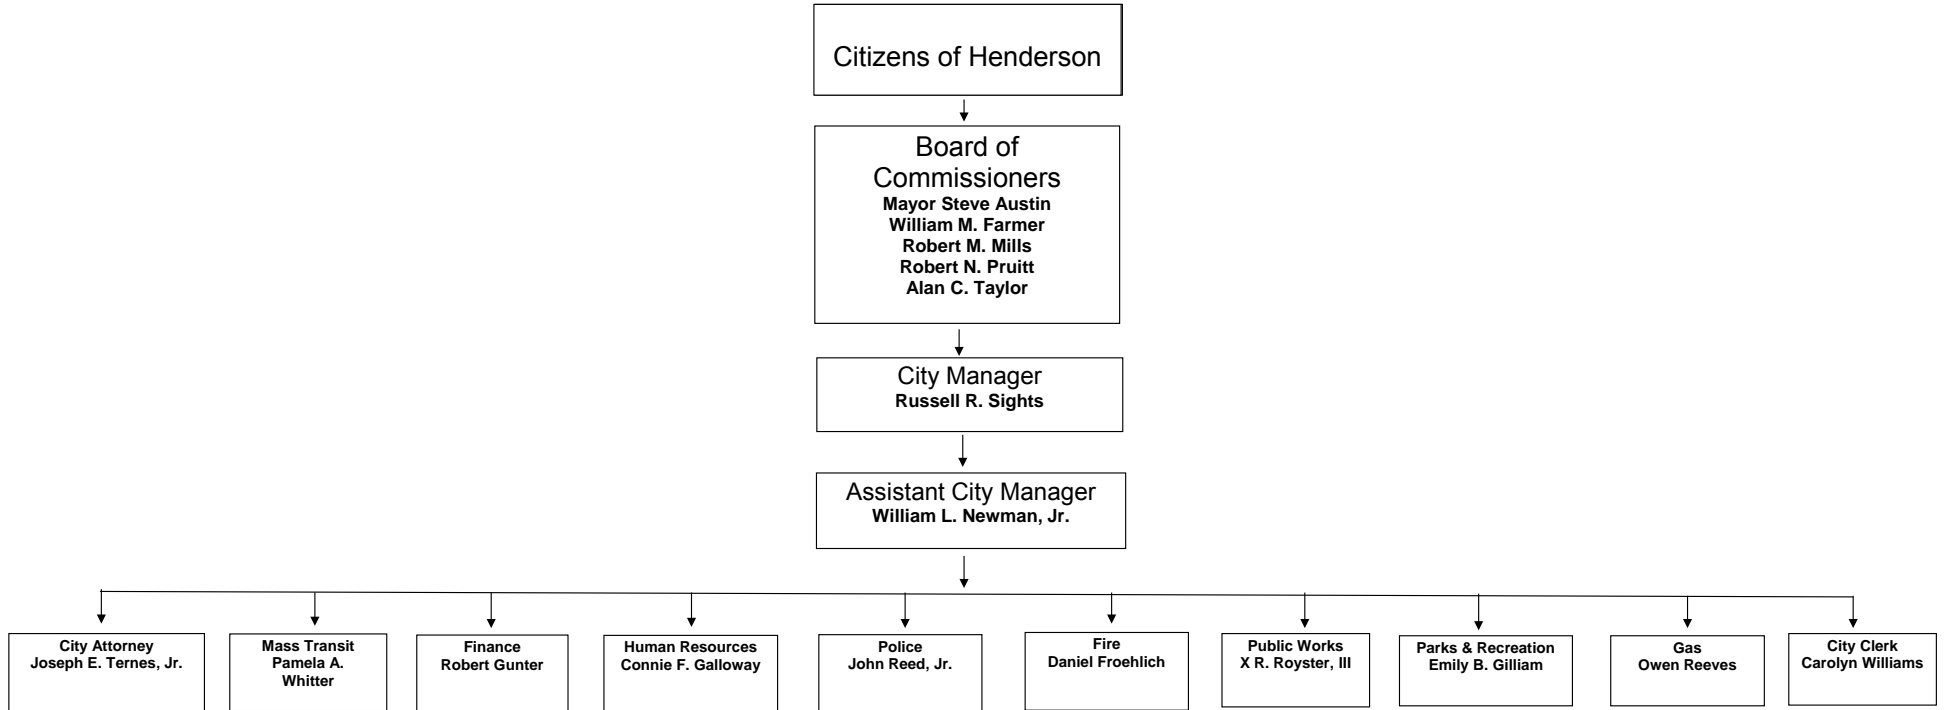 Citizens of Henderson
Board of
Commissioners
Mayor Steve Austin
William M. Farmer
Robert M. Mills
Robert N. Pruitt
Alan C. Taylor
City Manager
Russell R. Sights
Assistant City Manager
William L. Newman, Jr.
City Attorney
Joseph E. Ternes, Jr.
Mass Transit
Pamela A.
Whitter
Finance
Robert Gunter
Human Resources
Connie F. Galloway
Police
John Reed, Jr.
Fire
Daniel Froehlich
Public Works
X R. Royster, III
Parks & Recreation
Emily B. Gilliam
Gas
Owen Reeves
City Clerk
Carolyn Williams